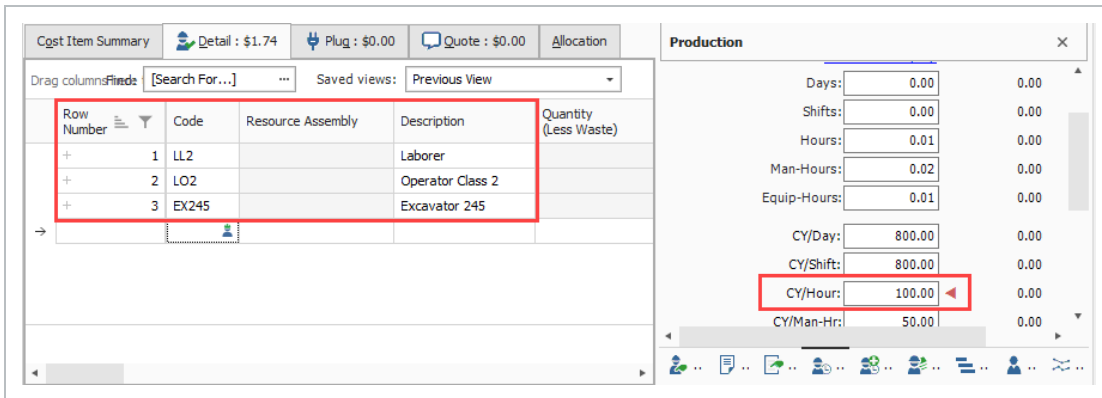 Cost Item Summary
Detail : $1.74
Plug : $0.00
Quote : $0.00
Allocation
Drag columns
[Search For...] ...
Saved views: Previous View
Row Number
Code
Resource Assembly
Description
Quantity (Less Waste)
1 LL2 Laborer
2 LO2 Operator Class 2
3 EX245 Excavator 245
Production
Days: 0.00 0.00
Shifts: 0.00 0.00
Hours: 0.01 0.00
Man-Hours: 0.02 0.00
Equip-Hours: 0.01 0.00
CY/Day: 800.00 0.00
CY/Shift: 800.00 0.00
CY/Hour: 100.00 0.00
CY/Man-Hr: 50.00 0.00